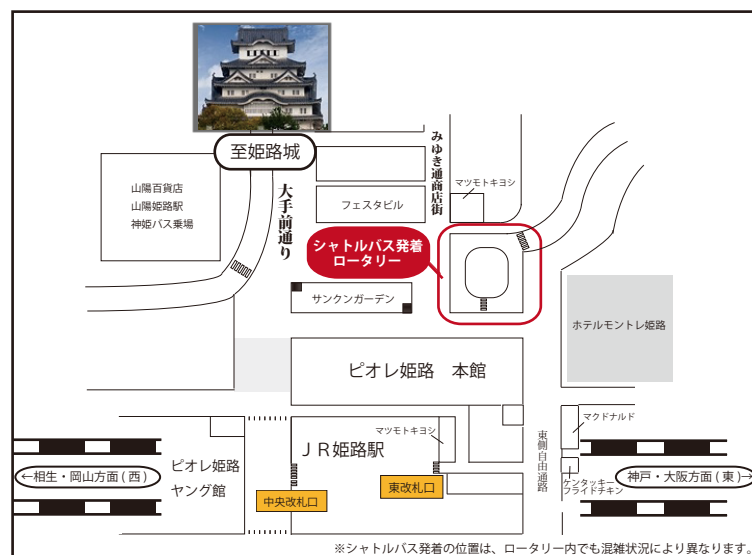 至姫路城
山陽百貨店
山陽姫路駅
神姫バス乗場
大手前通り
みゆき通商店街
フェスタビル
マツモトキヨシ
シャトルバス発着
ロータリー
サンクンガーデン
ホテルモントレ姫路
ピオレ姫路　本館
マツモトキヨシ
JR姫路駅
東側自由通路
マクドナルド
ケンタッキー
フライドチキン
←相生・岡山方面(西)
ピオレ姫路
ヤング館
中央改札口
東改札口
神戸・大阪方面(東)→
※シャトルバス発着の位置は、ロータリー内でも混雑状況により異なります。